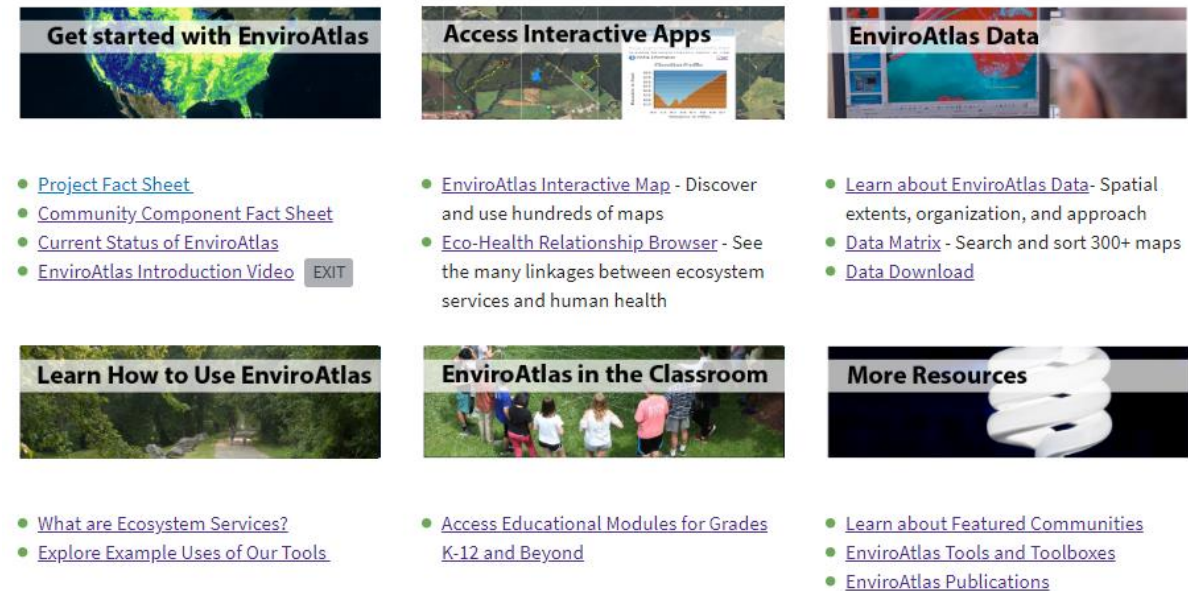 Get started with EnviroAtlas
Project Fact Sheet
Community Component Fact Sheet
Current Status of EnviroAtlas
EnviroAtlas Introduction Video EXIT
Access Interactive Apps
EnviroAtlas Interactive Map - Discover
and use hundreds of maps
Eco-Health Relationship Browser - See
the many linkages between ecosystem
services and human health
EnviroAtlas Data
Learn about EnviroAtlas Data- Spatial
extents, organization, and approach
Data Matrix - Search and sort 300+ maps
Data Download
Learn How to Use EnviroAtlas
What are Ecosystem Services?
Explore Example Uses of Our Tools
EnviroAtlas in the Classroom
Access Educational Modules for Grades
K-12 and Beyond
More Resources
Learn about Featured Communities
EnviroAtlas Tools and Toolboxes
EnviroAtlas Publications